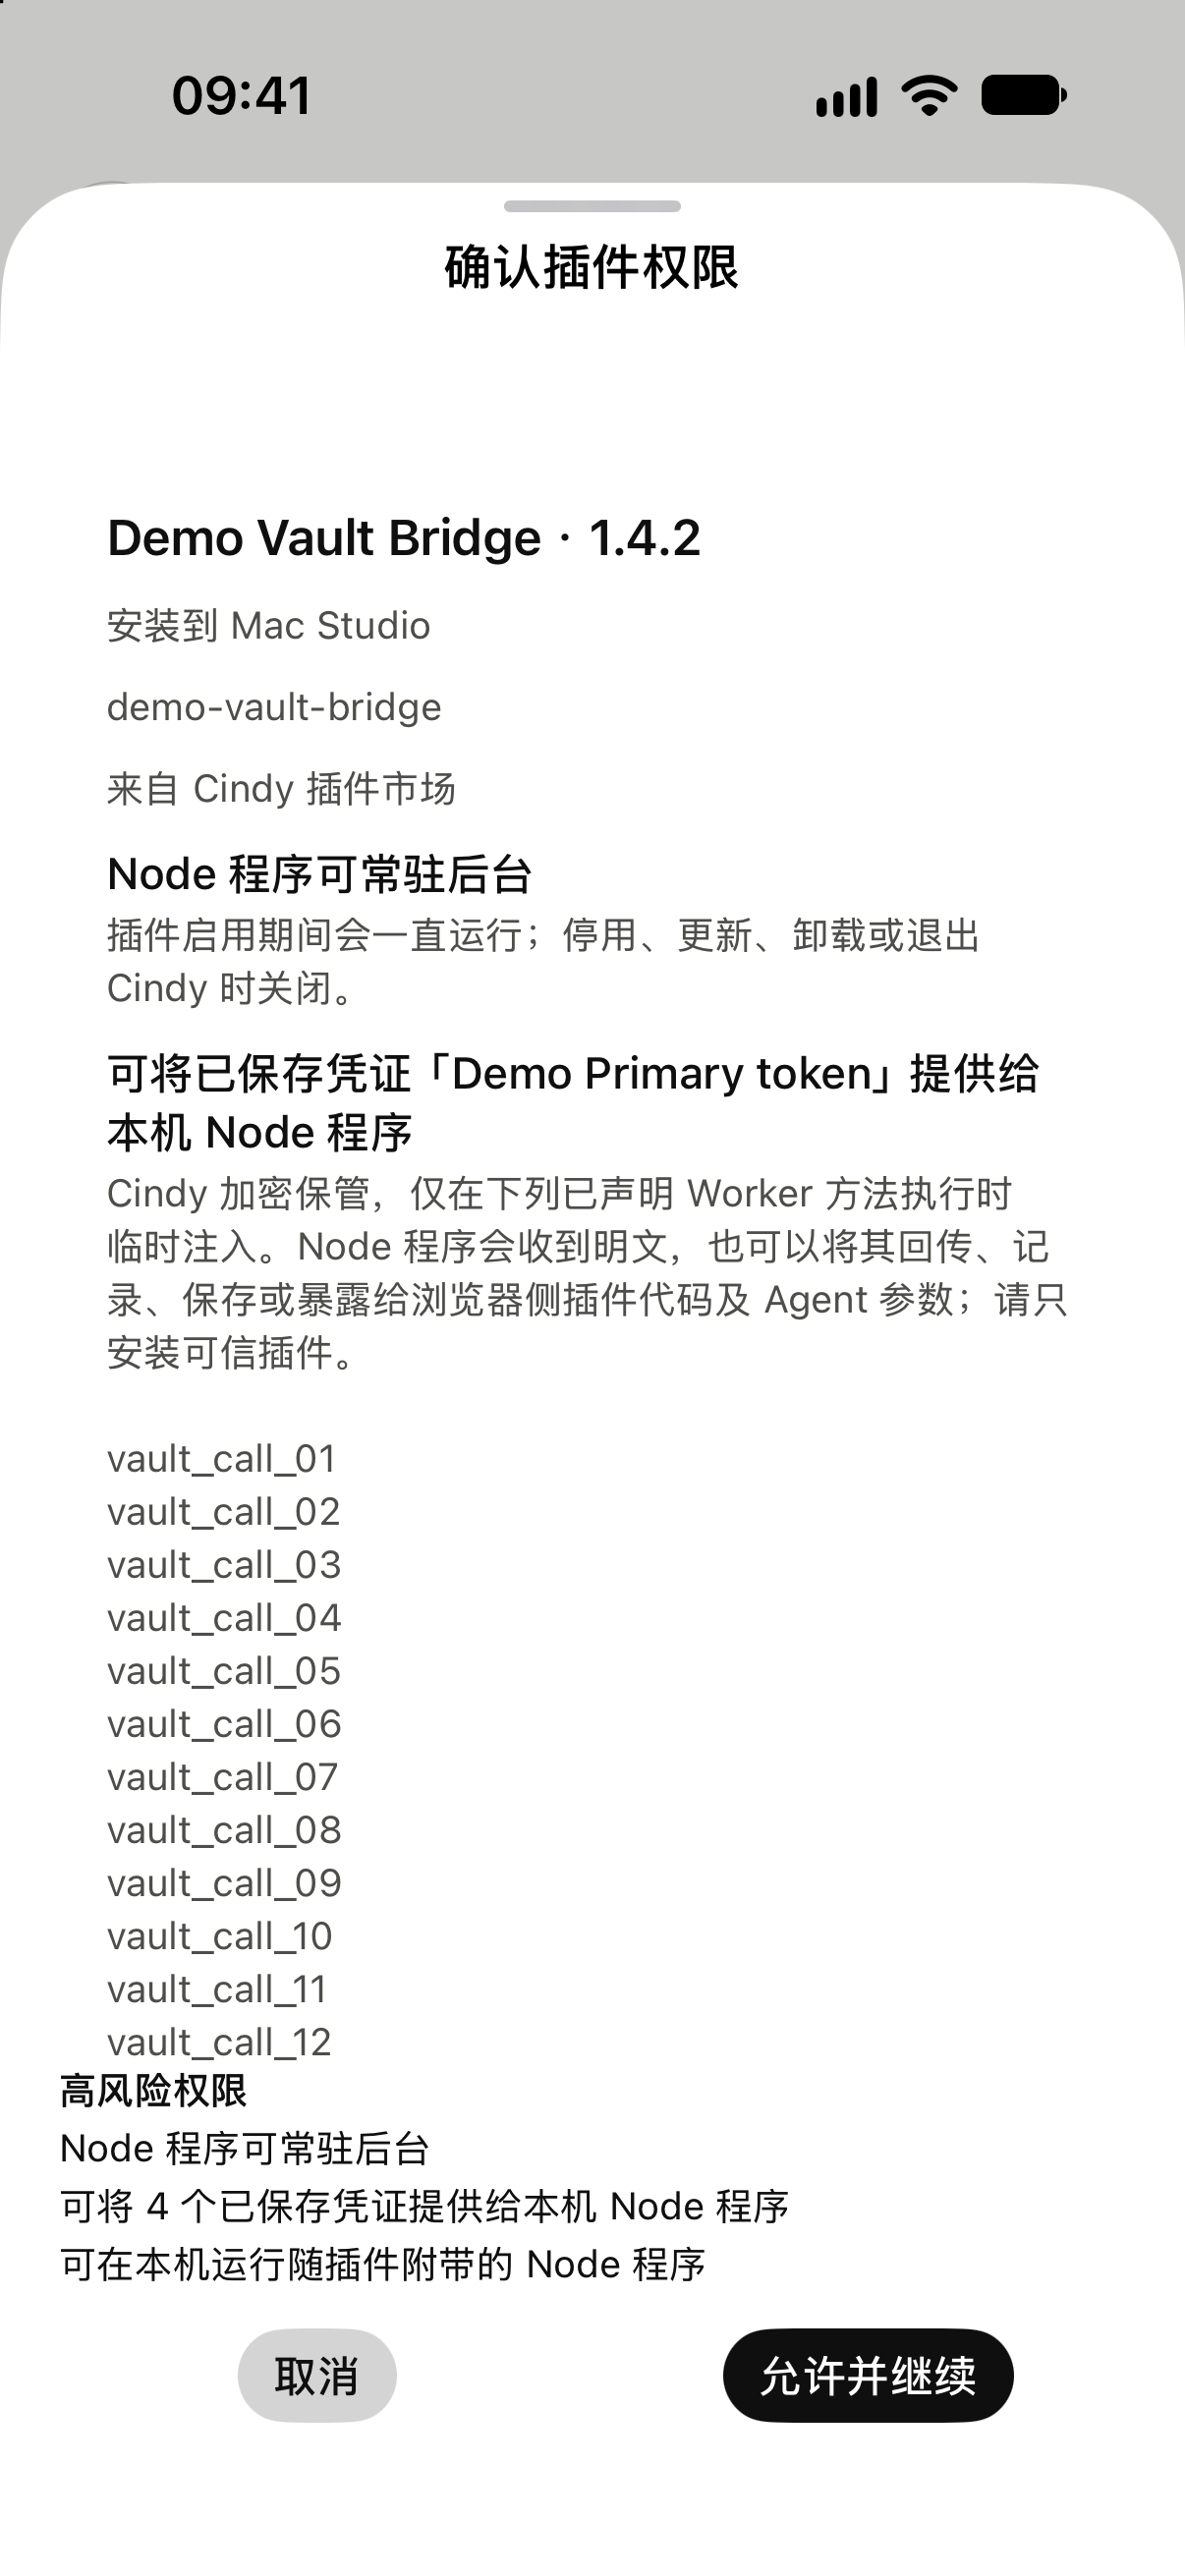 09:41
确认插件权限
Demo Vault Bridge · 1.4.2
安装到 Mac Studio
demo-vault-bridge
来自 Cindy 插件市场
Node 程序可常驻后台
插件启用期间会一直运行；停用、更新、卸载或退出
Cindy 时关闭。
可将已保存凭证「Demo Primary token」提供给
本机 Node 程序
Cindy 加密保管，仅在下列已声明 Worker 方法执行时
临时注入。Node 程序会收到明文，也可以将其回传、记
录、保存或暴露给浏览器侧插件代码及 Agent 参数；请只
安装可信插件。
vault_call_01
vault_call_02
vault_call_03
vault_call_04
vault_call_05
vault_call_06
vault_call_07
vault_call_08
vault_call_09
vault_call_10
vault_call_11
vault_call_12
高风险权限
Node 程序可常驻后台
可将 4 个已保存凭证提供给本机 Node 程序
可在本机运行随插件附带的 Node 程序
取消
允许并继续